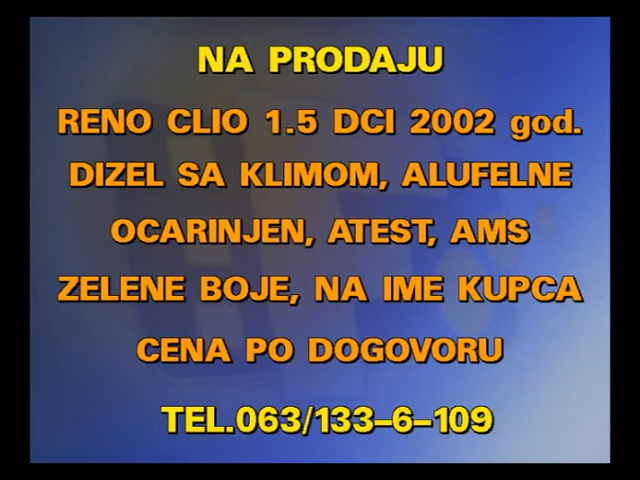 NA PRODAJU
RENO CLIO 1.5 DCI 2002 god.
DIZEL SA KLIMOM, ALUFELNE
OCARINJEN, ATEST, AMS
ZELENE BOJE, NA IME KUPCA
CENA PO DOGOVORU
TEL.063/133-6-109